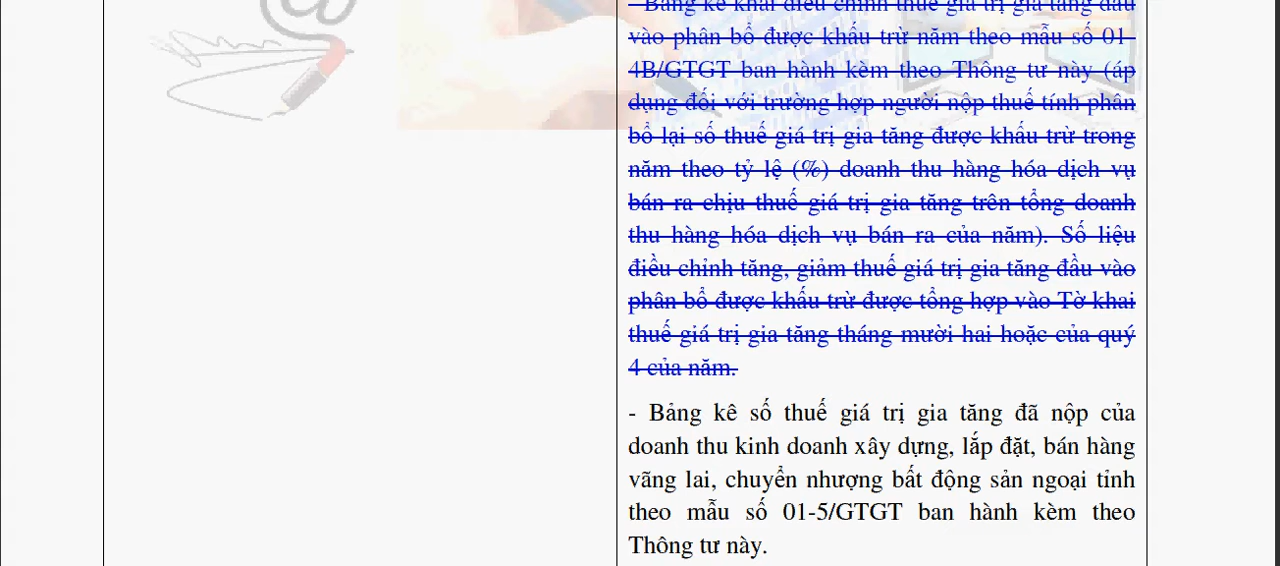 - Bảng kê khai điều chỉnh thuế giá trị gia tăng đầu
vào phân bổ được khấu trừ năm theo mẫu số 01-
4B/GTGT ban hành kèm theo Thông tư này (áp
dụng đối với trường hợp người nộp thuế tính phân
bổ lại số thuế giá trị gia tăng được khấu trừ trong
năm theo tỷ lệ (%) doanh thu hàng hóa dịch vụ
bán ra chịu thuế giá trị gia tăng trên tổng doanh
thu hàng hóa dịch vụ bán ra của năm). Số liệu
điều chỉnh tăng, giảm thuế giá trị gia tăng đầu vào
phân bổ được khấu trừ được tổng hợp vào Tờ khai
thuế giá trị gia tăng tháng mười hai hoặc của quý
4 của năm.
- Bảng kê số thuế giá trị gia tăng đã nộp của
doanh thu kinh doanh xây dựng, lắp đặt, bán hàng
vãng lai, chuyển nhượng bất động sản ngoại tỉnh
theo mẫu số 01-5/GTGT ban hành kèm theo
Thông tư này.